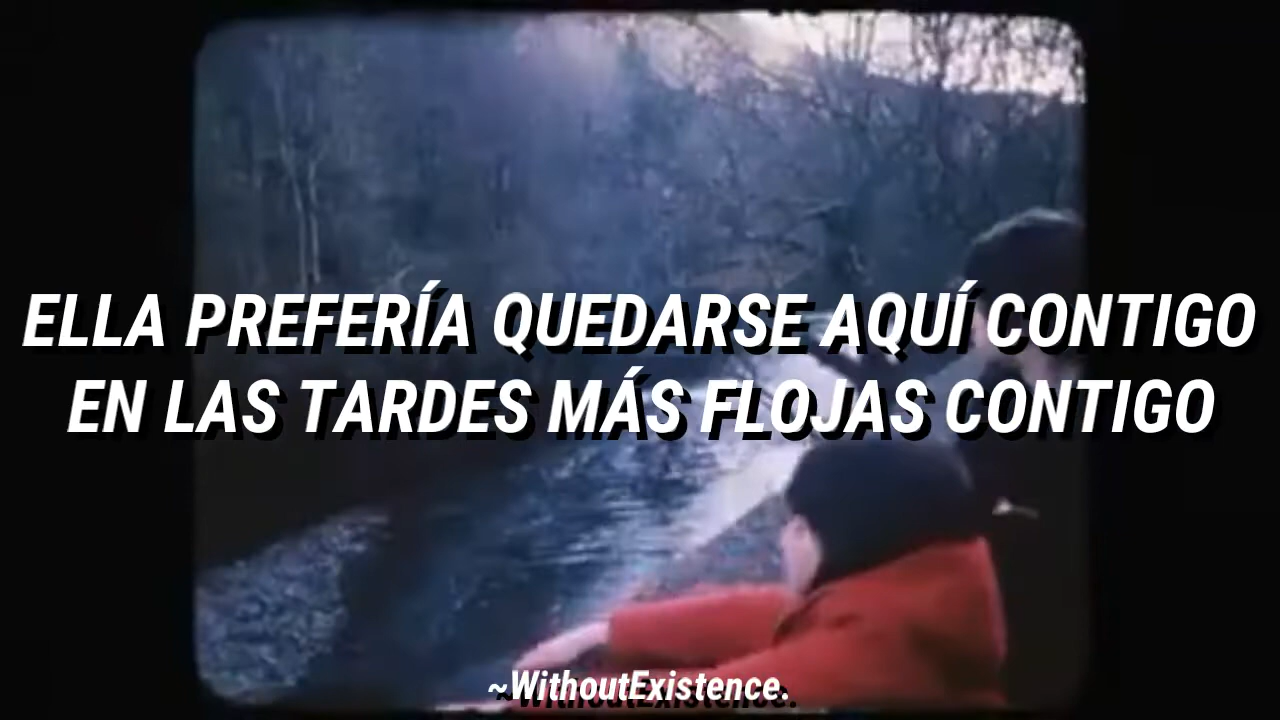 ELLA PREFERÍA QUEDARSE AQUÍ CONTIGO
EN LAS TARDES MÁS FLOJAS CONTIGO
~WithoutExistence.